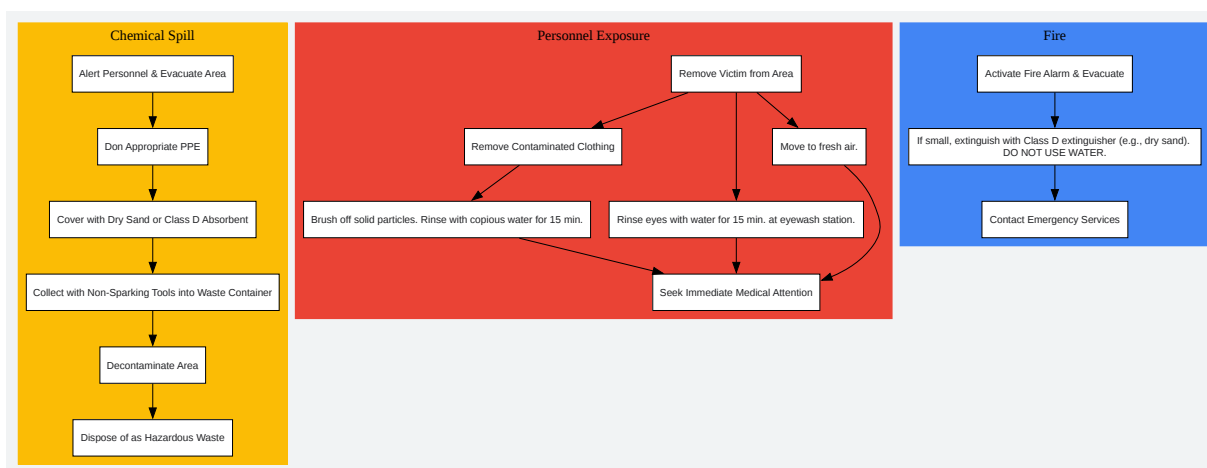 Chemical Spill
Alert Personnel & Evacuate Area
Don Appropriate PPE
Cover with Dry Sand or Class D Absorbent
Collect with Non-Sparking Tools into Waste Container
Decontaminate Area
Dispose of as Hazardous Waste
Personnel Exposure
Remove Victim from Area
Remove Contaminated Clothing
Move to fresh air.
Brush off solid particles. Rinse with copious water for 15 min.
Rinse eyes with water for 15 min. at eyewash station.
Seek Immediate Medical Attention
Fire
Activate Fire Alarm & Evacuate
If small, extinguish with Class D extinguisher (e.g., dry sand).
DO NOT USE WATER.
Contact Emergency Services